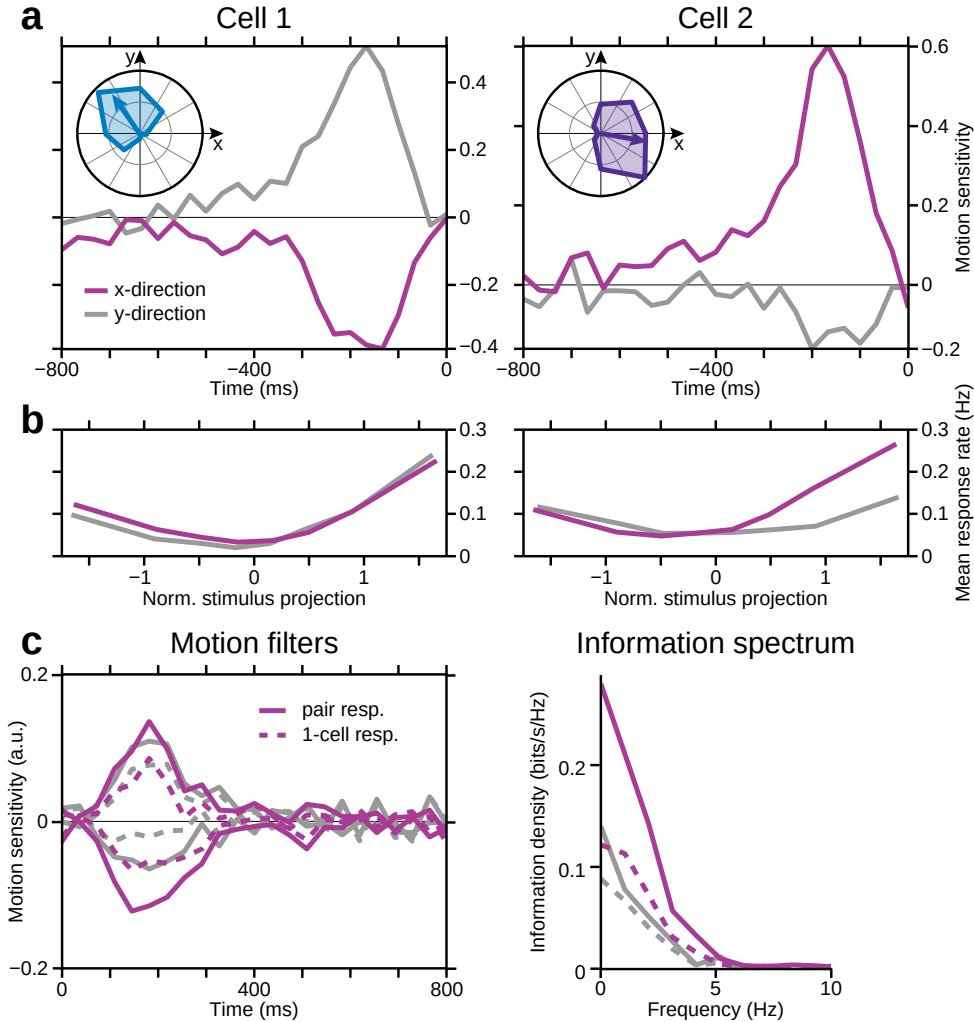 a
Cell 1
Cell 2
y
x
y
x
0.4
0.2
0
−0.2
−0.4
0.6
0.4
0.2
0
−0.2
Motion sensitivity
x-direction
y-direction
−800
−400
0
Time (ms)
−800
−400
0
Time (ms)
b
0.3
0.2
0.1
0
0.3
0.2
0.1
0
Mean response rate (Hz)
−1
0
1
Norm. stimulus projection
−1
0
1
Norm. stimulus projection
c
Motion filters
Information spectrum
0.2
0
−0.2
Motion sensitivity (a.u.)
pair resp.
1-cell resp.
0
400
800
Time (ms)
0.2
0.1
0
Information density (bits/s/Hz)
0
5
10
Frequency (Hz)